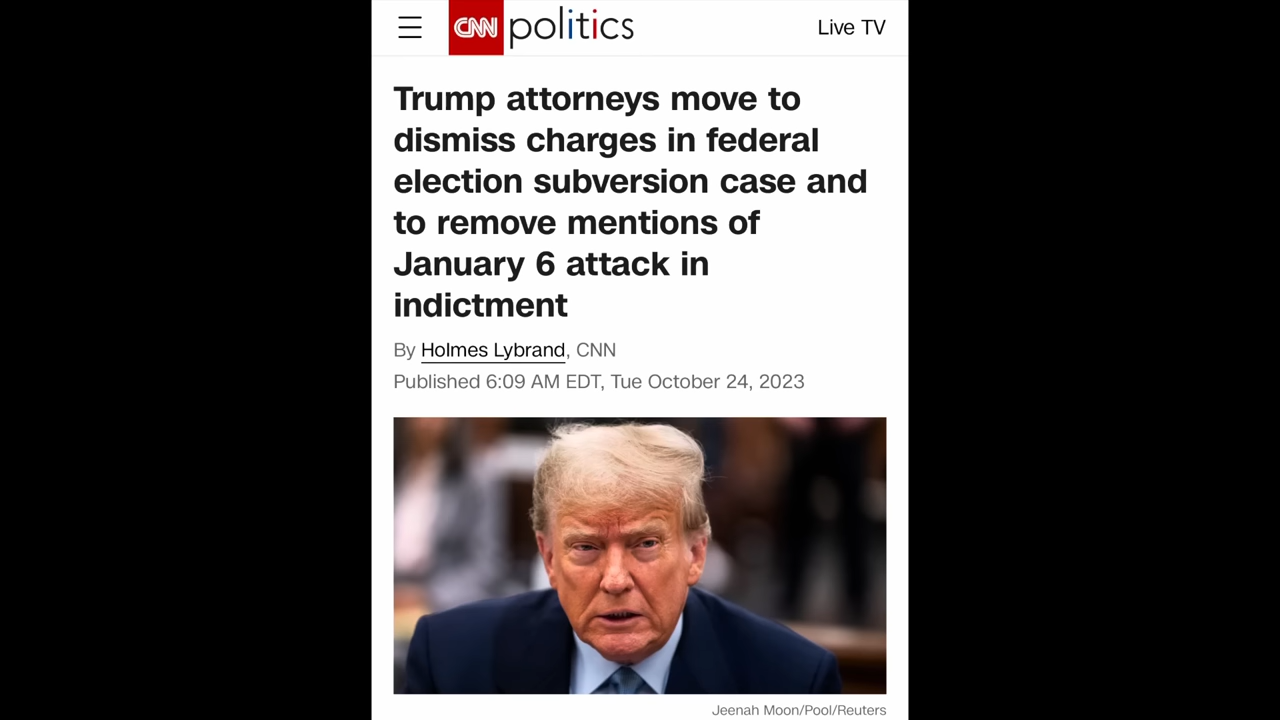 CNN politics
Live TV
Trump attorneys move to
dismiss charges in federal
election subversion case and
to remove mentions of
January 6 attack in
indictment
By Holmes Lybrand, CNN
Published 6:09 AM EDT, Tue October 24, 2023
Jeenah Moon/Pool/Reuters